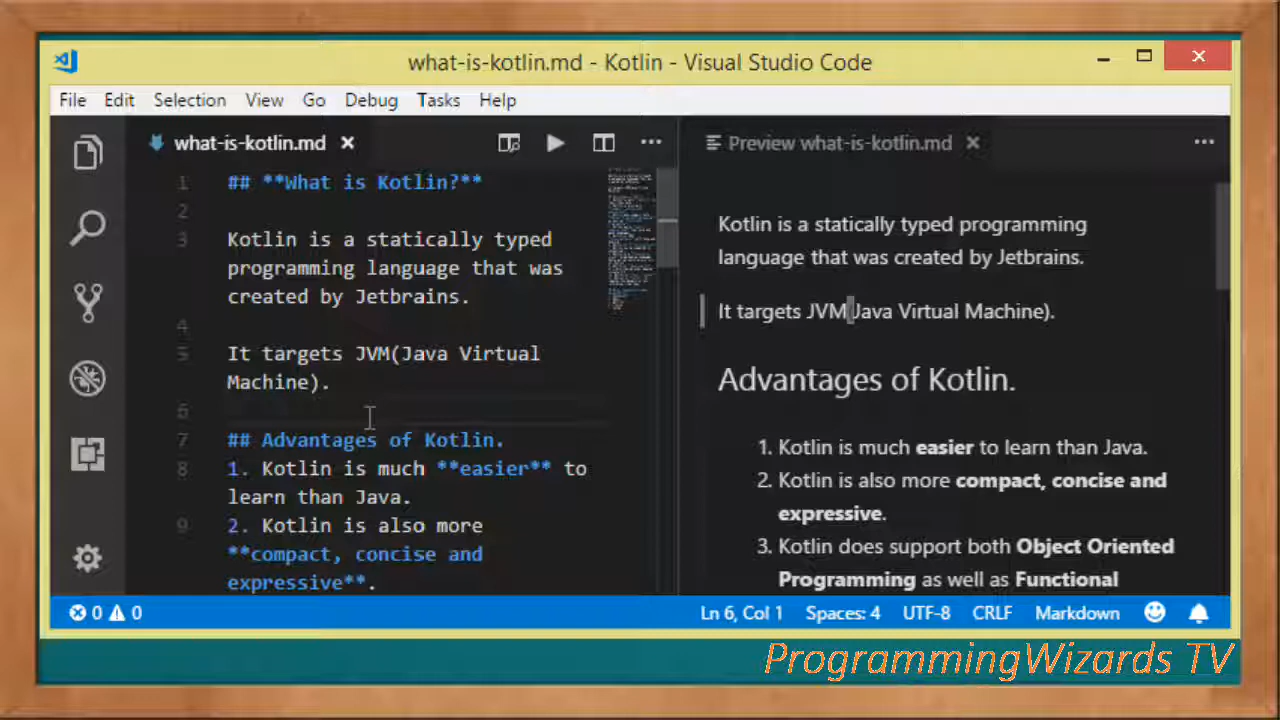 what-is-kotlin.md - Kotlin - Visual Studio Code
File Edit Selection View Go Debug Tasks Help
what-is-kotlin.md
1 ## **What is Kotlin?**
2
3 Kotlin is a statically typed
programming language that was
created by Jetbrains.
4
5 It targets JVM(Java Virtual
Machine).
6
7 ## Advantages of Kotlin.
8 1. Kotlin is much **easier** to
learn than Java.
9 2. Kotlin is also more
**compact, concise and
expressive**.
Preview what-is-kotlin.md
Kotlin is a statically typed programming
language that was created by Jetbrains.
It targets JVM(Java Virtual Machine).
Advantages of Kotlin.
1. Kotlin is much easier to learn than Java.
2. Kotlin is also more compact, concise and
expressive.
3. Kotlin does support both Object Oriented
Programming as well as Functional
0 0 Ln 6, Col 1 Spaces: 4 UTF-8 CRLF Markdown
ProgrammingWizards TV